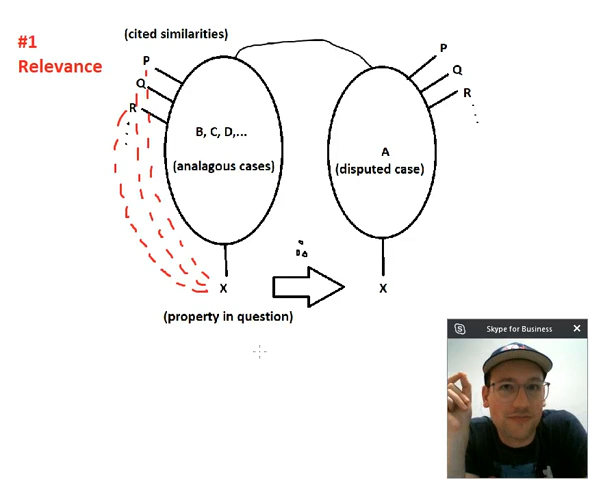 #1
Relevance
(cited similarities)
P
Q
R
B, C, D,...
(analagous cases)
X
(property in question)
P
Q
R
A
(disputed case)
X
Skype for Business